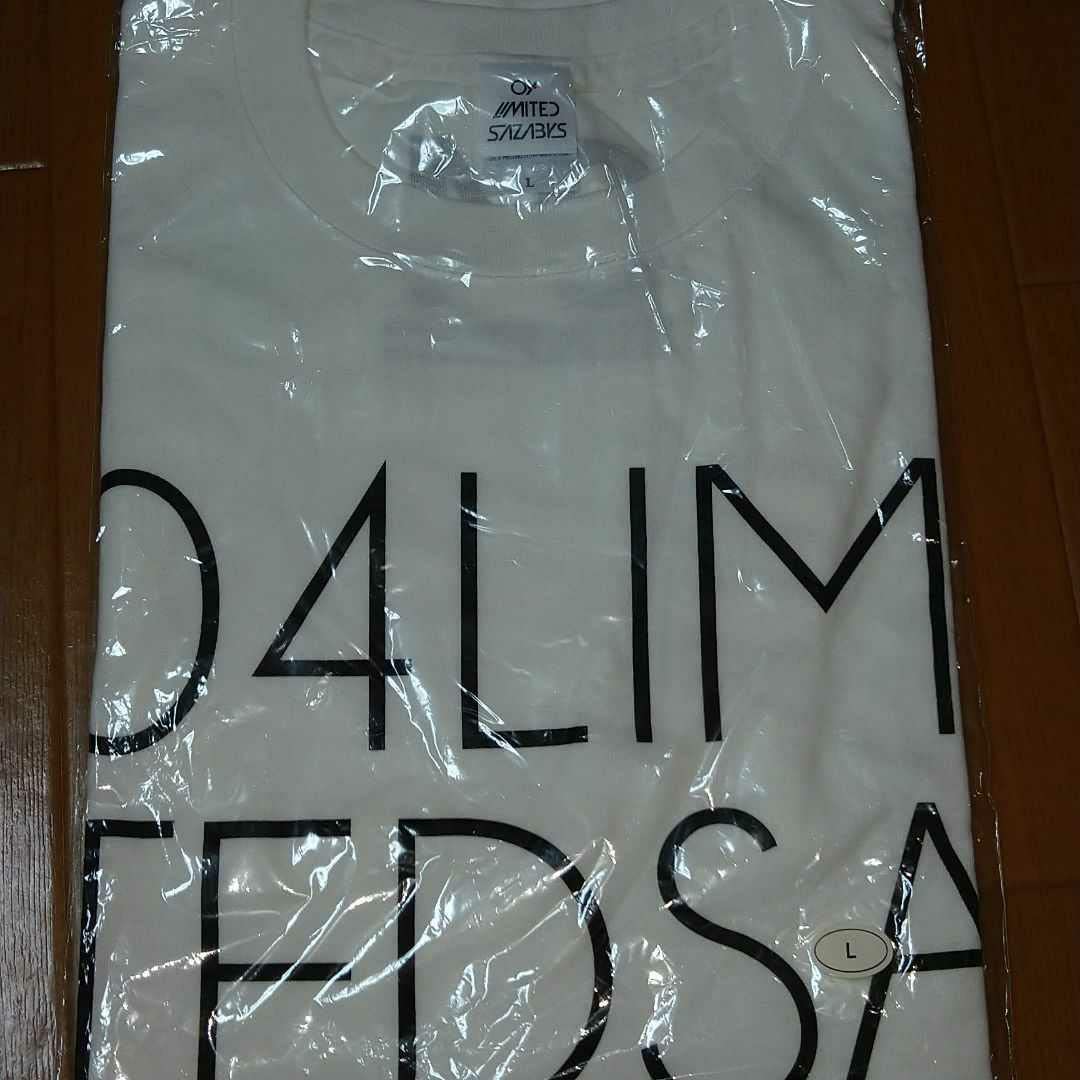 04
LIMITED
SAZABYS
L
04LIM
TEDSA
L